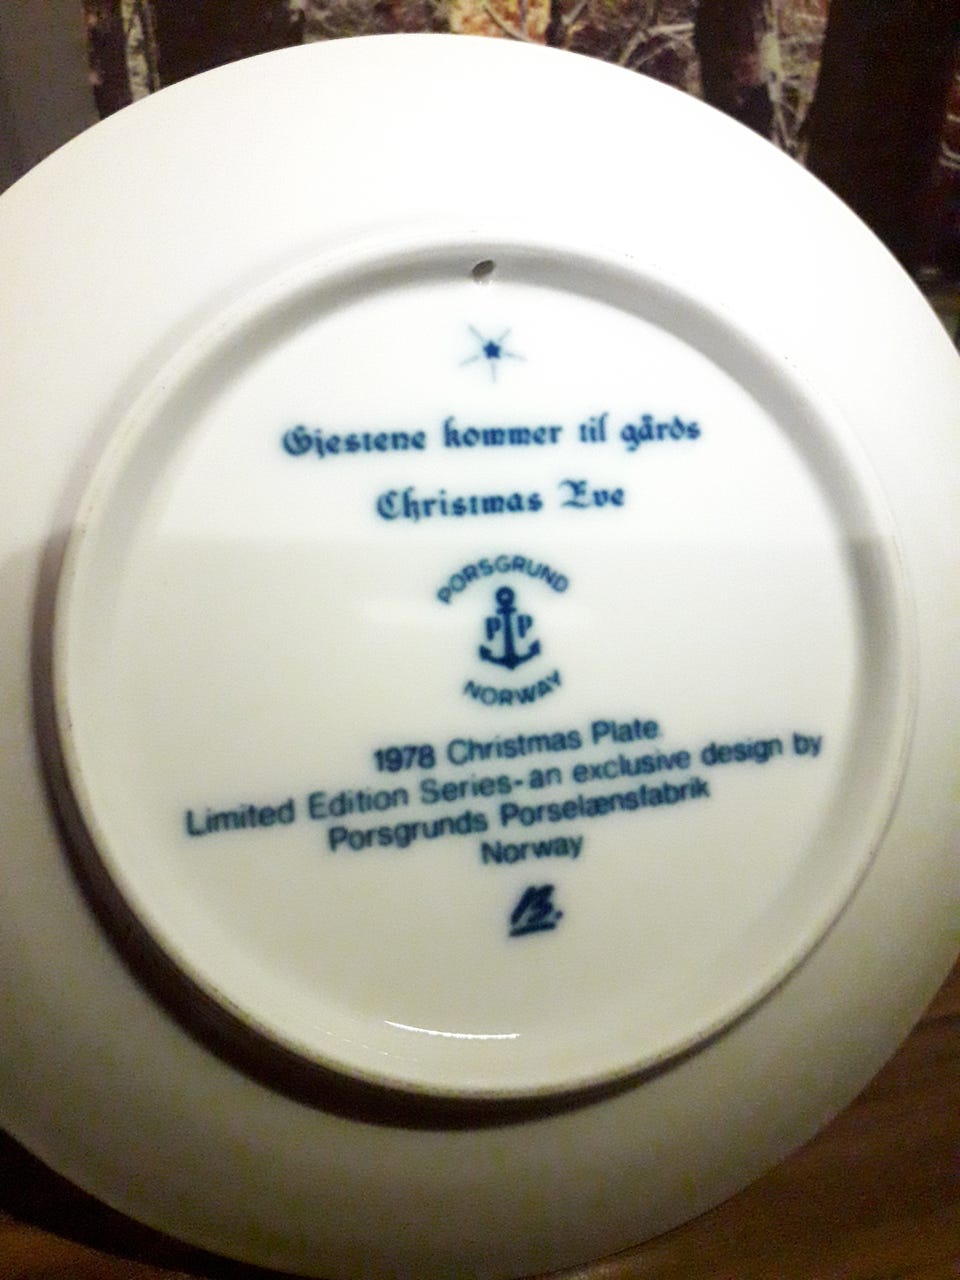 Gjestene kommer til gårds
Christmas Eve
PORSGRUND
P P
NORWAY
1978 Christmas Plate
Limited Edition Series-an exclusive design by
Porsgrunds Porselænsfabrik
Norway